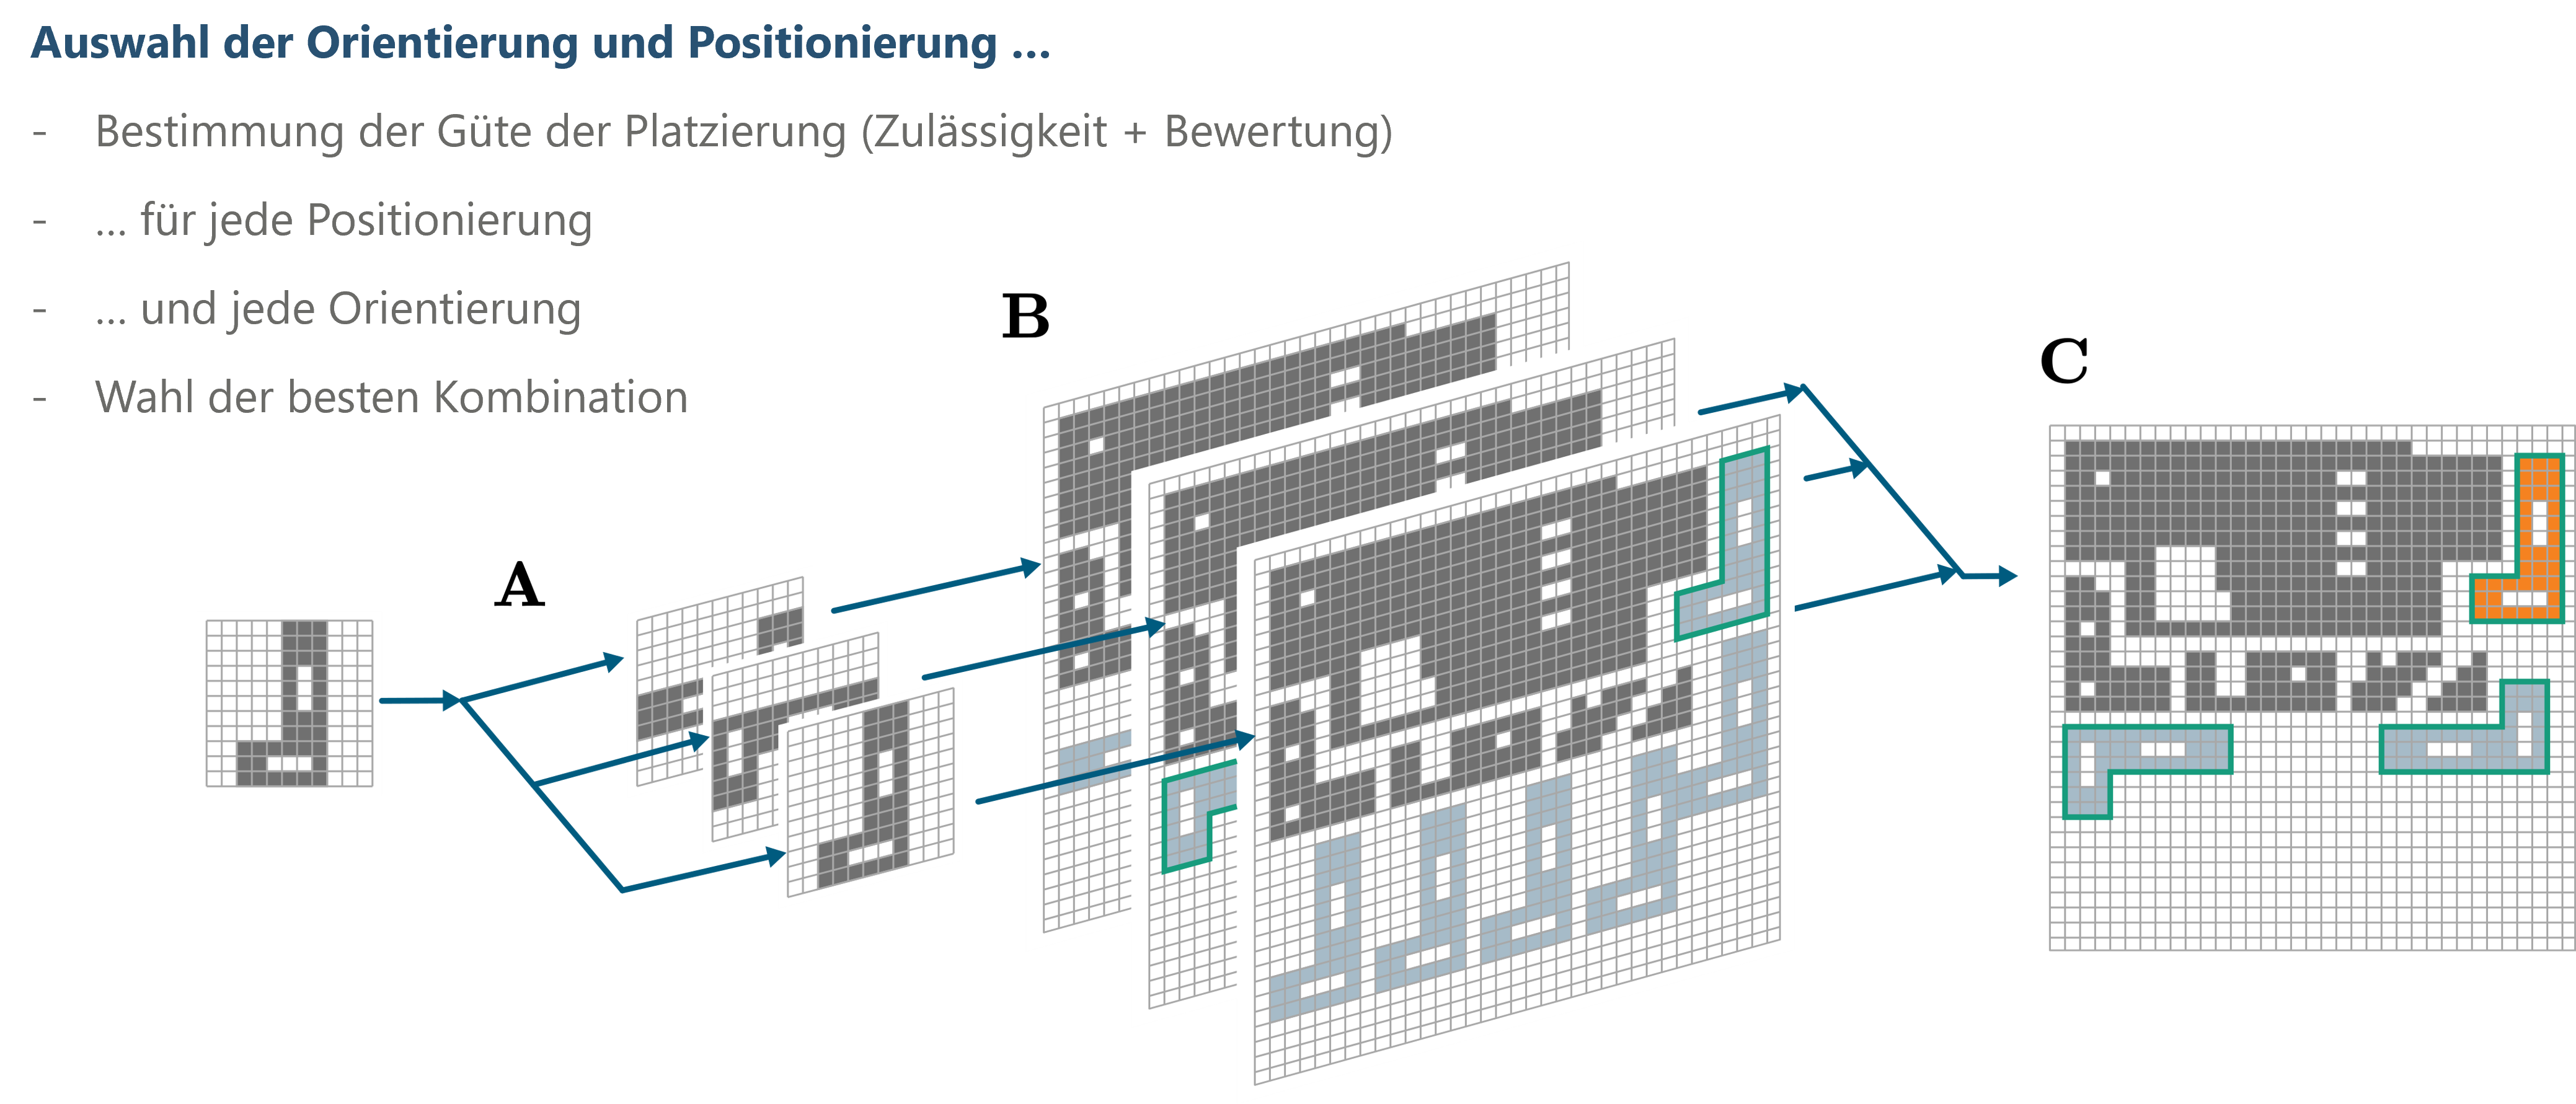 Auswahl der Orientierung und Positionierung ...
- Bestimmung der Güte der Platzierung (Zulässigkeit + Bewertung)
- ... für jede Positionierung
- ... und jede Orientierung
- Wahl der besten Kombination
A
B
C